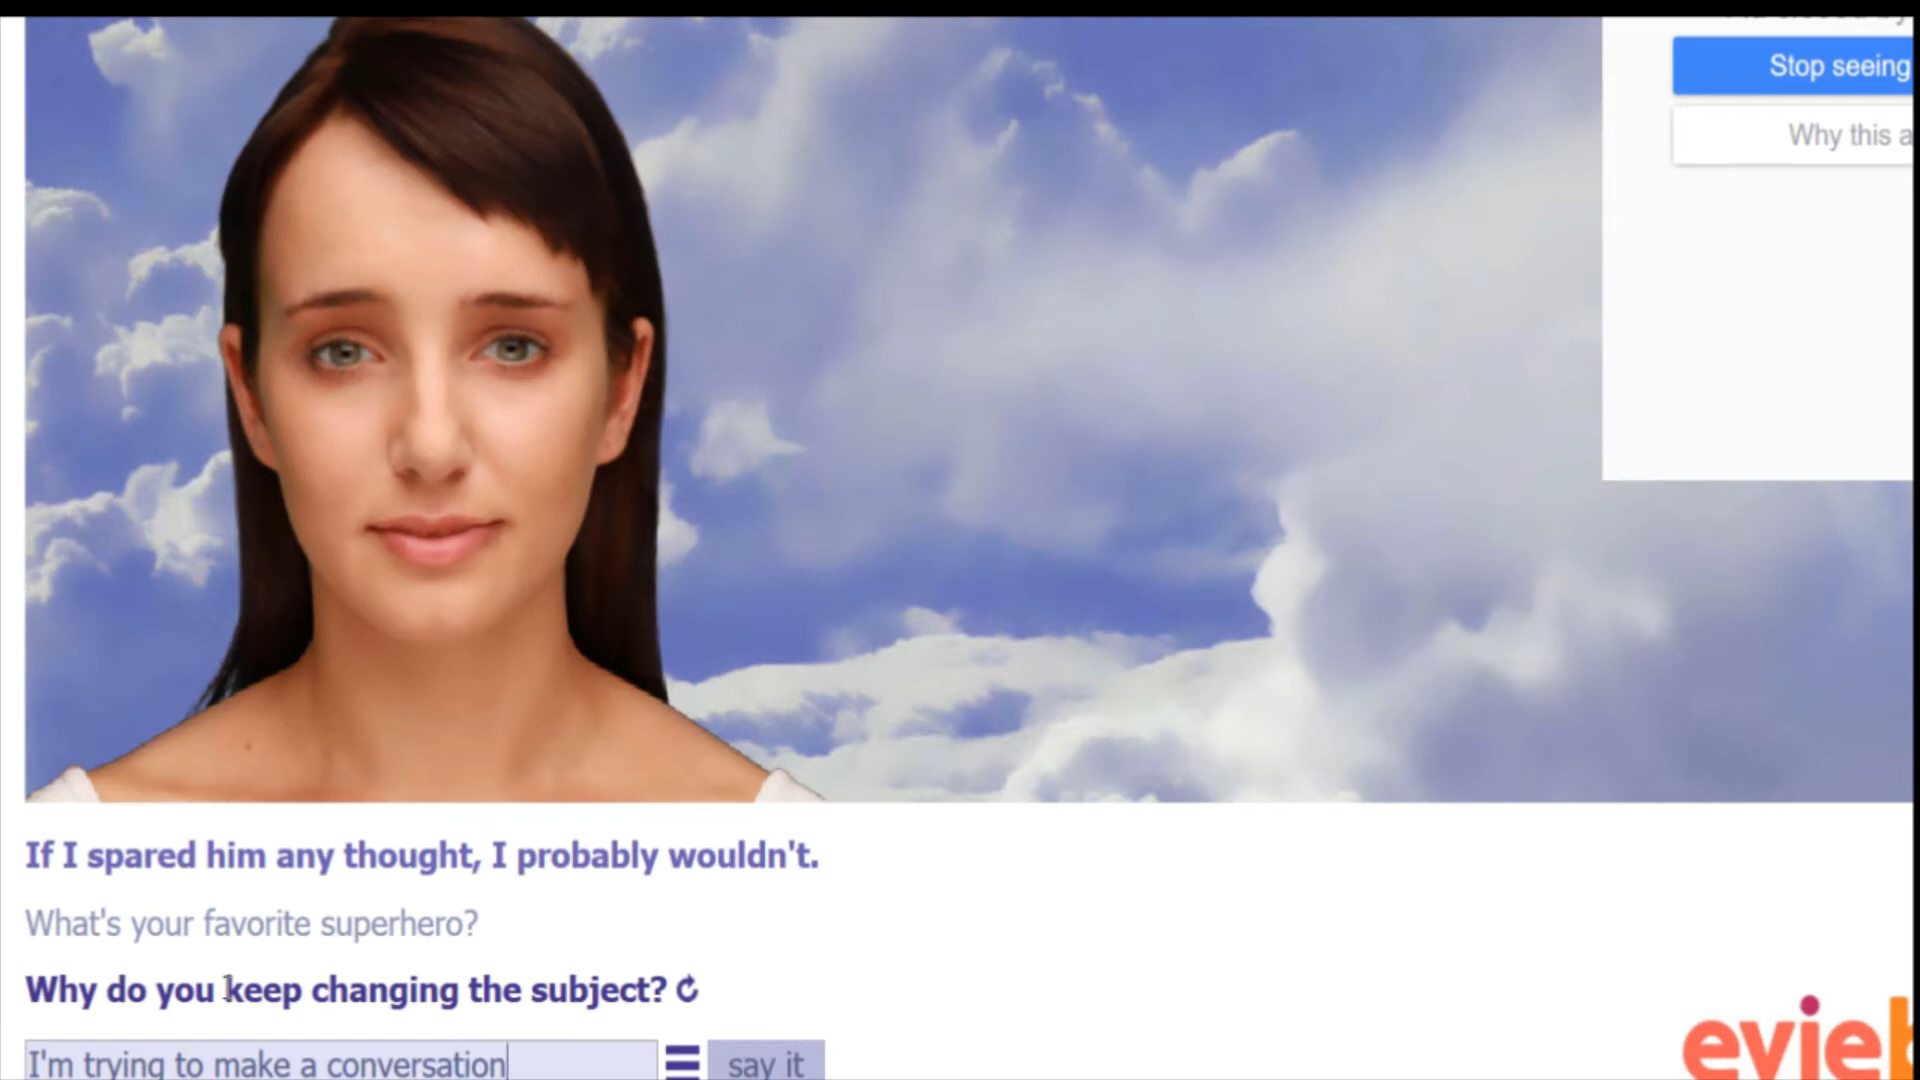 Stop seeing
Why this a
If I spared him any thought, I probably wouldn't.
What's your favorite superhero?
Why do you keep changing the subject?
I'm trying to make a conversation
say it
evie